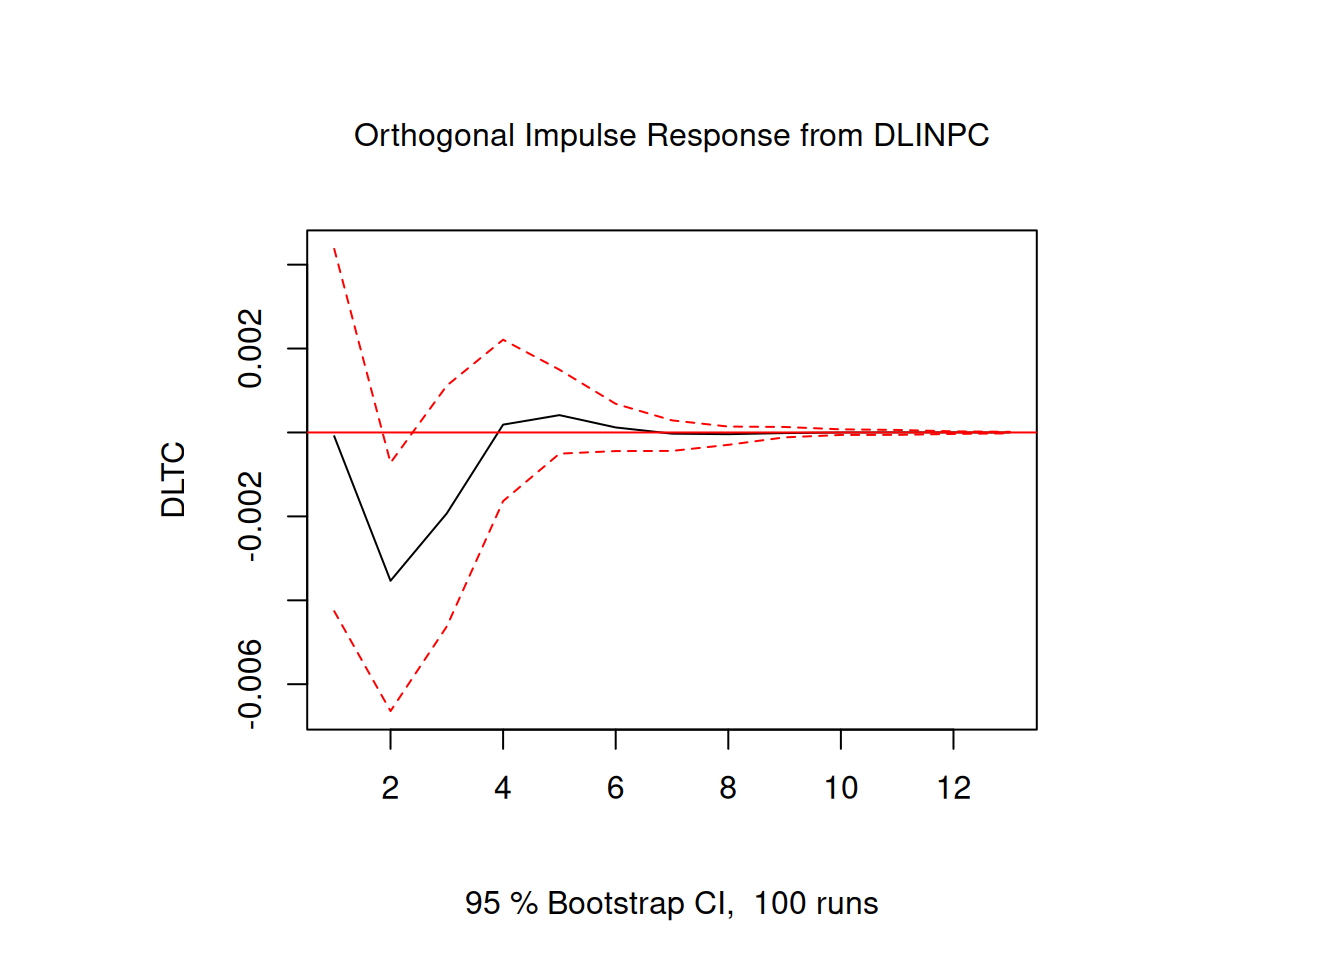 Orthogonal Impulse Response from DLINPC
DLTC
0.002
-0.002
-0.006
2 4 6 8 10 12
95 % Bootstrap CI,  100 runs